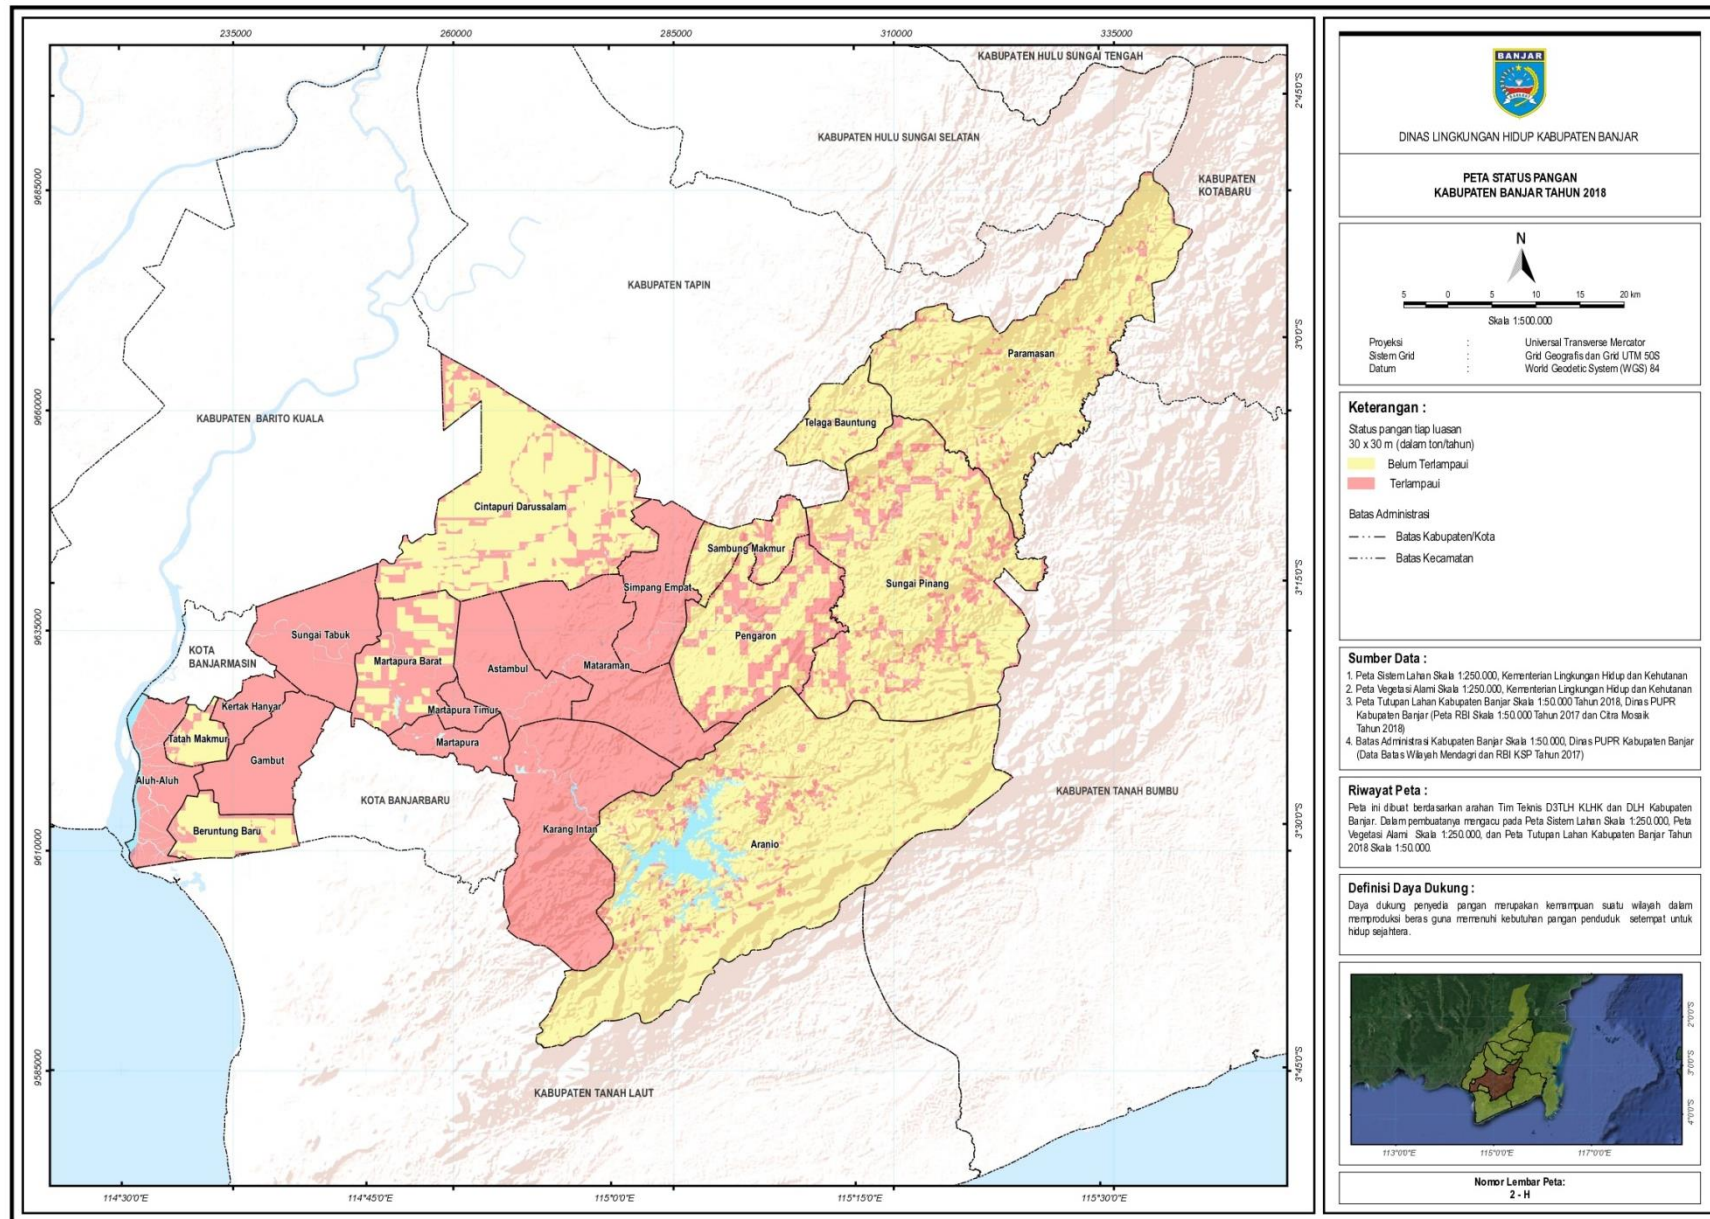 235000
260000
285000
310000
335000
KABUPATEN HULU SUNGAI TENGAH
2°45'0"S
KABUPATEN HULU SUNGAI SELATAN
KABUPATEN
KOTABARU
9685000
KABUPATEN TAPIN
3°0'0"S
Paramasan
9660000
KABUPATEN BARITO KUALA
Telaga Bauntung
Cintapuri Darussalam
Sambung Makmur
3°15'0"S
Simpang Empat
Sungai Pinang
9635000
Sungai Tabuk
Pengaron
KOTA
BANJARMASIN
Martapura Barat
Astambul
Mataraman
Kertak Hanyar
Martapura Timur
Tatah Makmur
Martapura
Gambut
Aluh-Aluh
KOTA BANJARBARU
KABUPATEN TANAH BUMBU
Beruntung Baru
Karang Intan
3°30'0"S
Aranio
9610000
9585000
3°45'0"S
KABUPATEN TANAH LAUT
114°30'0"E
114°45'0"E
115°0'0"E
115°15'0"E
115°30'0"E
BANJAR
DINAS LINGKUNGAN HIDUP KABUPATEN BANJAR
PETA STATUS PANGAN
KABUPATEN BANJAR TAHUN 2018
N
5 0 5 10 15 20 km
Skala 1:500.000
Proyeksi : Universal Transverse Mercator
Sistem Grid : Grid Geografis dan Grid UTM 50S
Datum : World Geodetic System (WGS) 84
Keterangan :
Status pangan tiap luasan
30 x 30 m (dalam ton/tahun)
Belum Terlampaui
Terlampaui
Batas Administrasi
Batas Kabupaten/Kota
Batas Kecamatan
Sumber Data :
1. Peta Sistem Lahan Skala 1:250.000, Kementerian Lingkungan Hidup dan Kehutanan
2. Peta Vegetasi Alami Skala 1:250.000, Kementerian Lingkungan Hidup dan Kehutanan
3. Peta Tutupan Lahan Kabupaten Banjar Skala 1:50.000 Tahun 2018, Dinas PUPR
Kabupaten Banjar (Peta RBI Skala 1:50.000 Tahun 2017 dan Citra Mosaik
Tahun 2018)
4. Batas Administrasi Kabupaten Banjar Skala 1:50.000, Dinas PUPR Kabupaten Banjar
(Data Batas Wilayah Mendagri dan RBI KSP Tahun 2017)
Riwayat Peta :
Peta ini dibuat berdasarkan arahan Tim Teknis D3TLH KLHK dan DLH Kabupaten
Banjar. Dalam pembuatanya mengacu pada Peta Sistem Lahan Skala 1:250.000, Peta
Vegetasi Alami Skala 1:250.000, dan Peta Tutupan Lahan Kabupaten Banjar Tahun
2018 Skala 1:50.000.
Definisi Daya Dukung :
Daya dukung penyedia pangan merupakan kemampuan suatu wilayah dalam
memproduksi beras guna memenuhi kebutuhan pangan penduduk setempat untuk
hidup sejahtera.
2°0'0"S
3°0'0"S
4°0'0"S
113°0'0"E
115°0'0"E
117°0'0"E
Nomor Lembar Peta:
2 - H